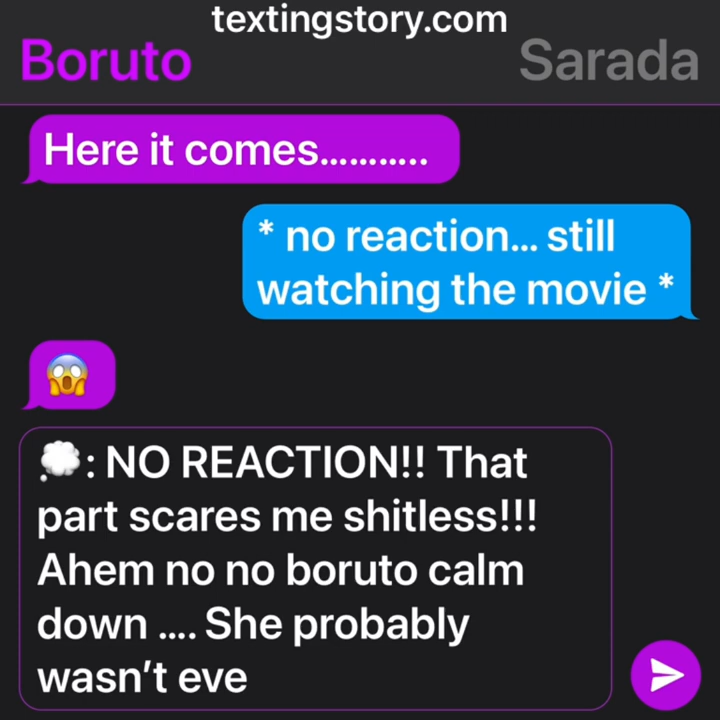 textingstory.com
Boruto Sarada
Here it comes...........
* no reaction... still
watching the movie *
😱
💭: NO REACTION!! That
part scares me shitless!!!
Ahem no no boruto calm
down .... She probably
wasn't eve